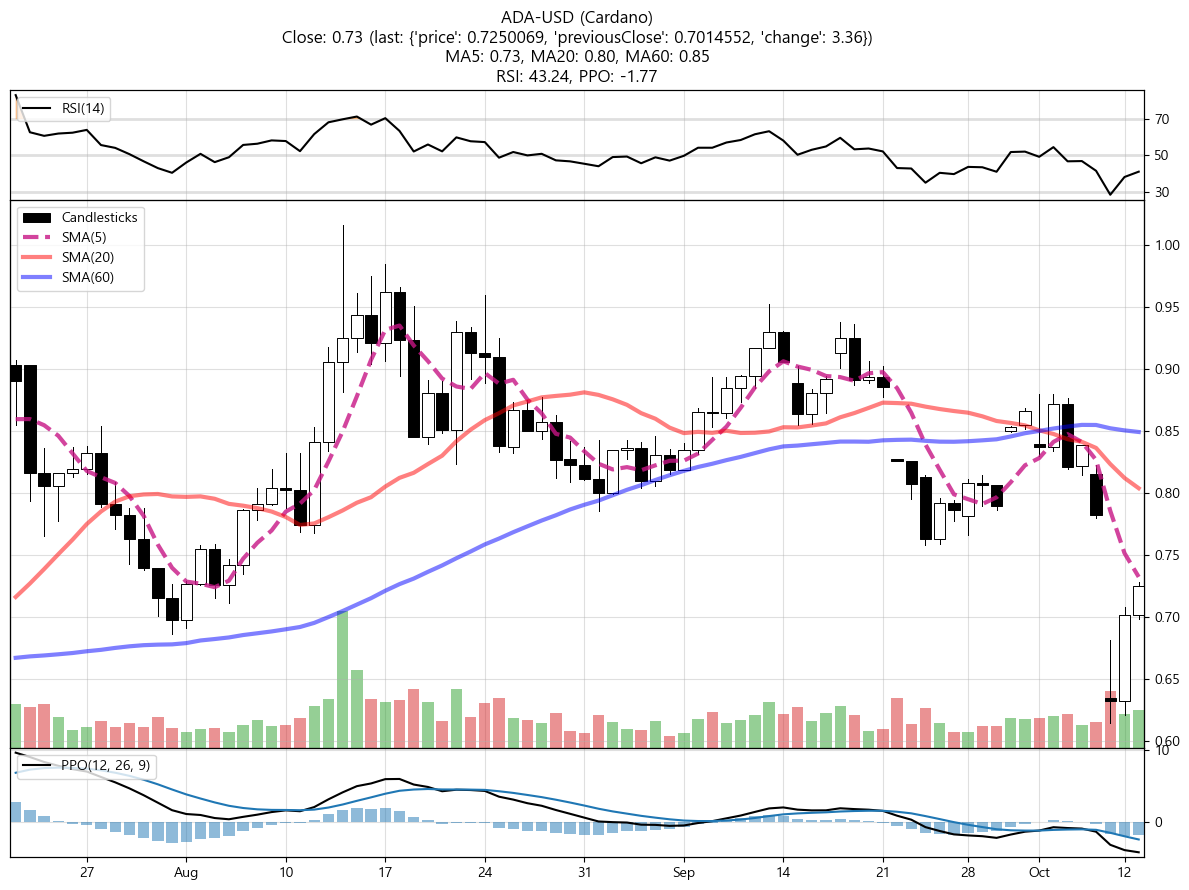 ADA-USD (Cardano)
Close: 0.73 (last: {'price': 0.7250069, 'previousClose': 0.7014552, 'change': 3.36})
MA5: 0.73, MA20: 0.80, MA60: 0.85
RSI: 43.24, PPO: -1.77
RSI(14)
70
50
30
Candlesticks
SMA(5)
SMA(20)
SMA(60)
1.00
0.95
0.90
0.85
0.80
0.75
0.70
0.65
0.60
PPO(12, 26, 9)
10
0
27 Aug 10 17 24 31 Sep 14 21 28 Oct 12